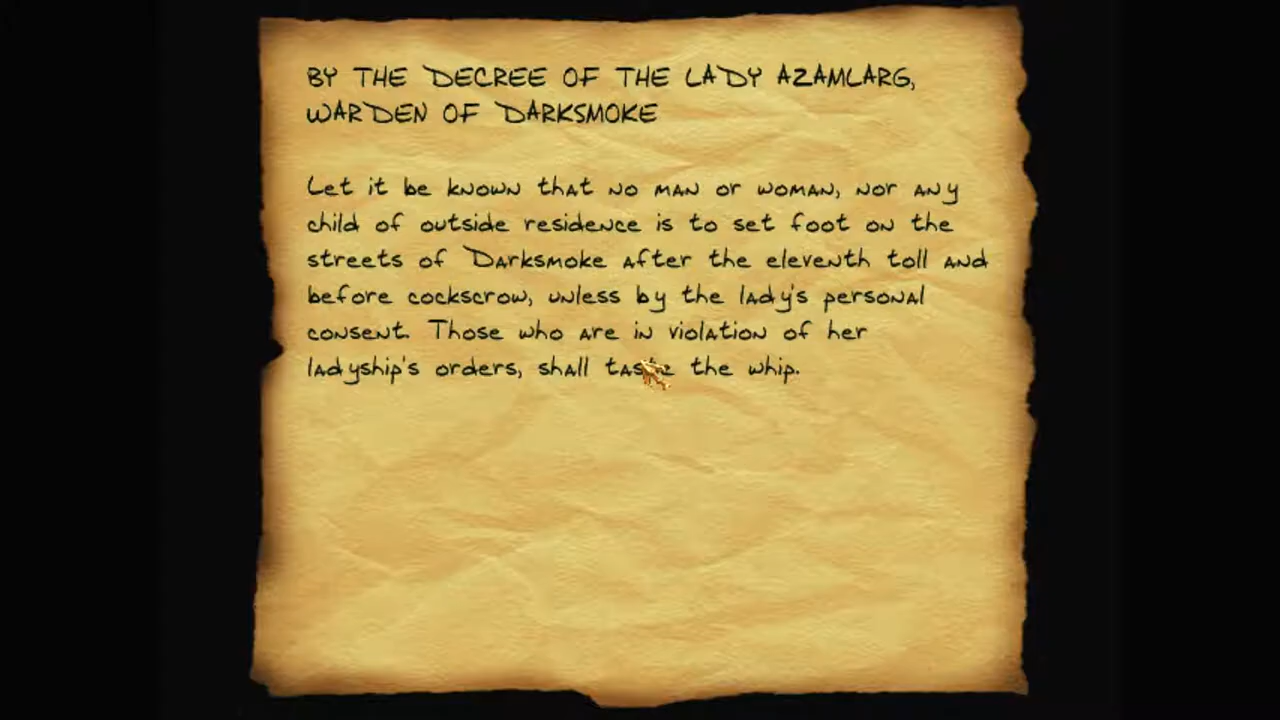 BY THE DECREE OF THE LADY AZAMLARG,
WARDEN OF DARKSMOKE
Let it be known that no man or woman, nor any
child of outside residence is to set foot on the
streets of Darksmoke after the eleventh toll and
before cockscrow, unless by the lady's personal
consent. Those who are in violation of her
ladyship's orders, shall taste the whip.